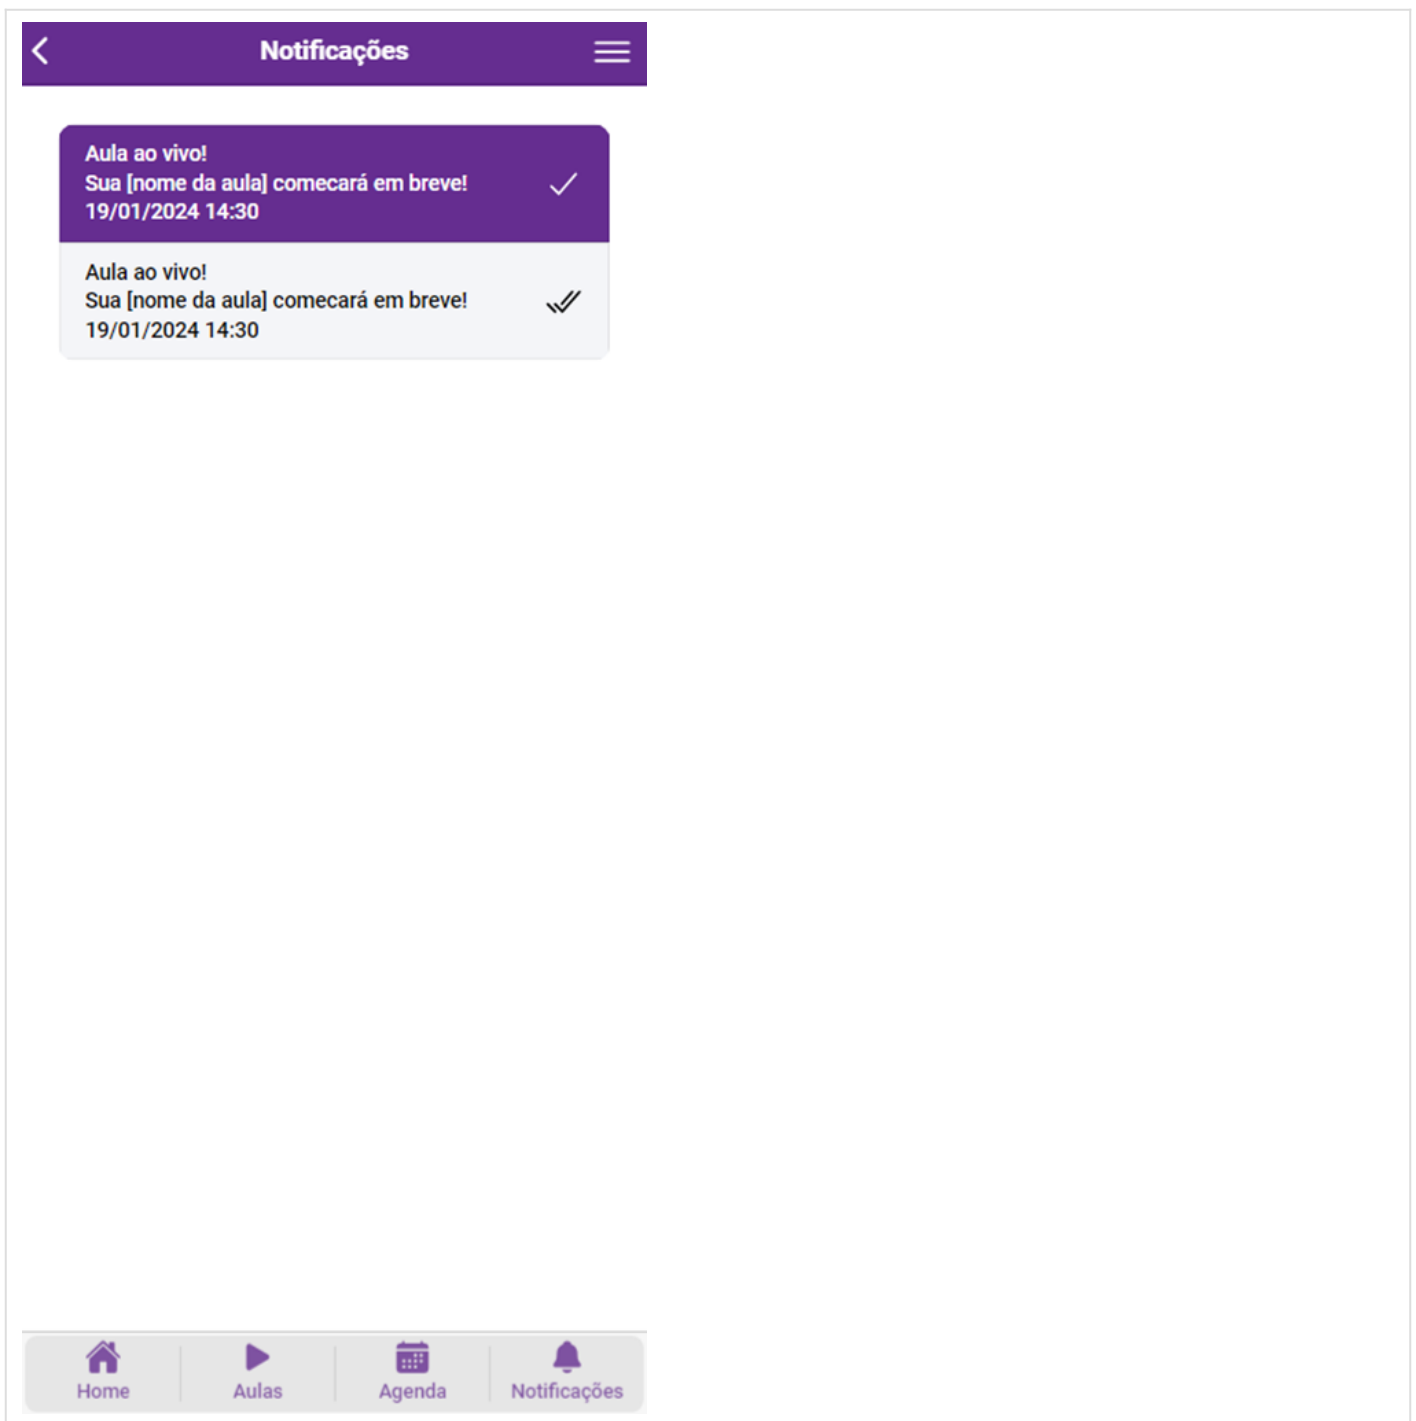 Notificações
Aula ao vivo!
Sua [nome da aula] comecará em breve!
19/01/2024 14:30
Aula ao vivo!
Sua [nome da aula] comecará em breve!
19/01/2024 14:30
Home
Aulas
Agenda
Notificações